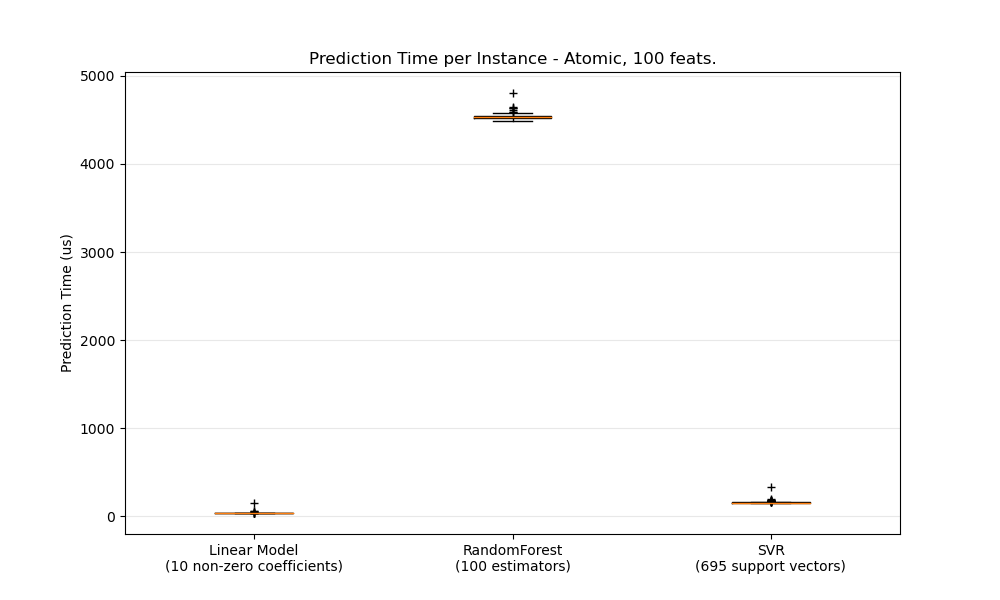 Prediction Time per Instance - Atomic, 100 feats.
Prediction Time (us)
5000
4000
3000
2000
1000
0
Linear Model
(10 non-zero coefficients)
RandomForest
(100 estimators)
SVR
(695 support vectors)